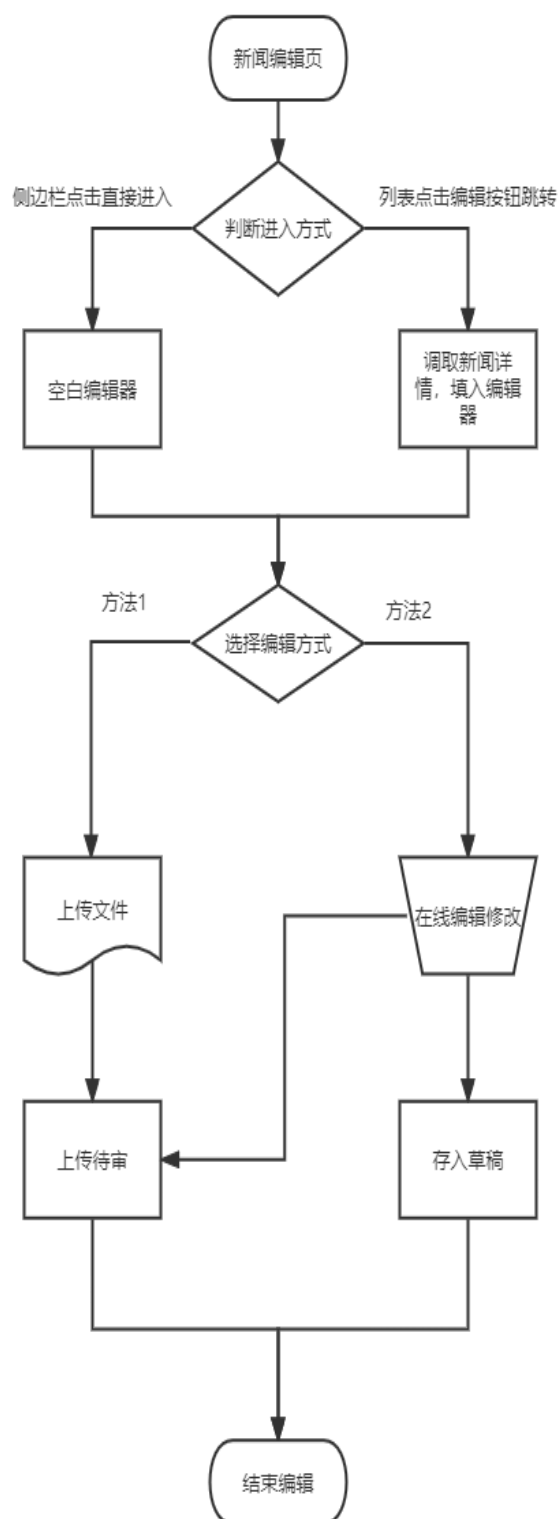 新闻编辑页
侧边栏点击直接进入
列表点击编辑按钮跳转
判断进入方式
空白编辑器
调取新闻详
情，填入编辑
器
方法1
方法2
选择编辑方式
上传文件
在线编辑修改
上传待审
存入草稿
结束编辑